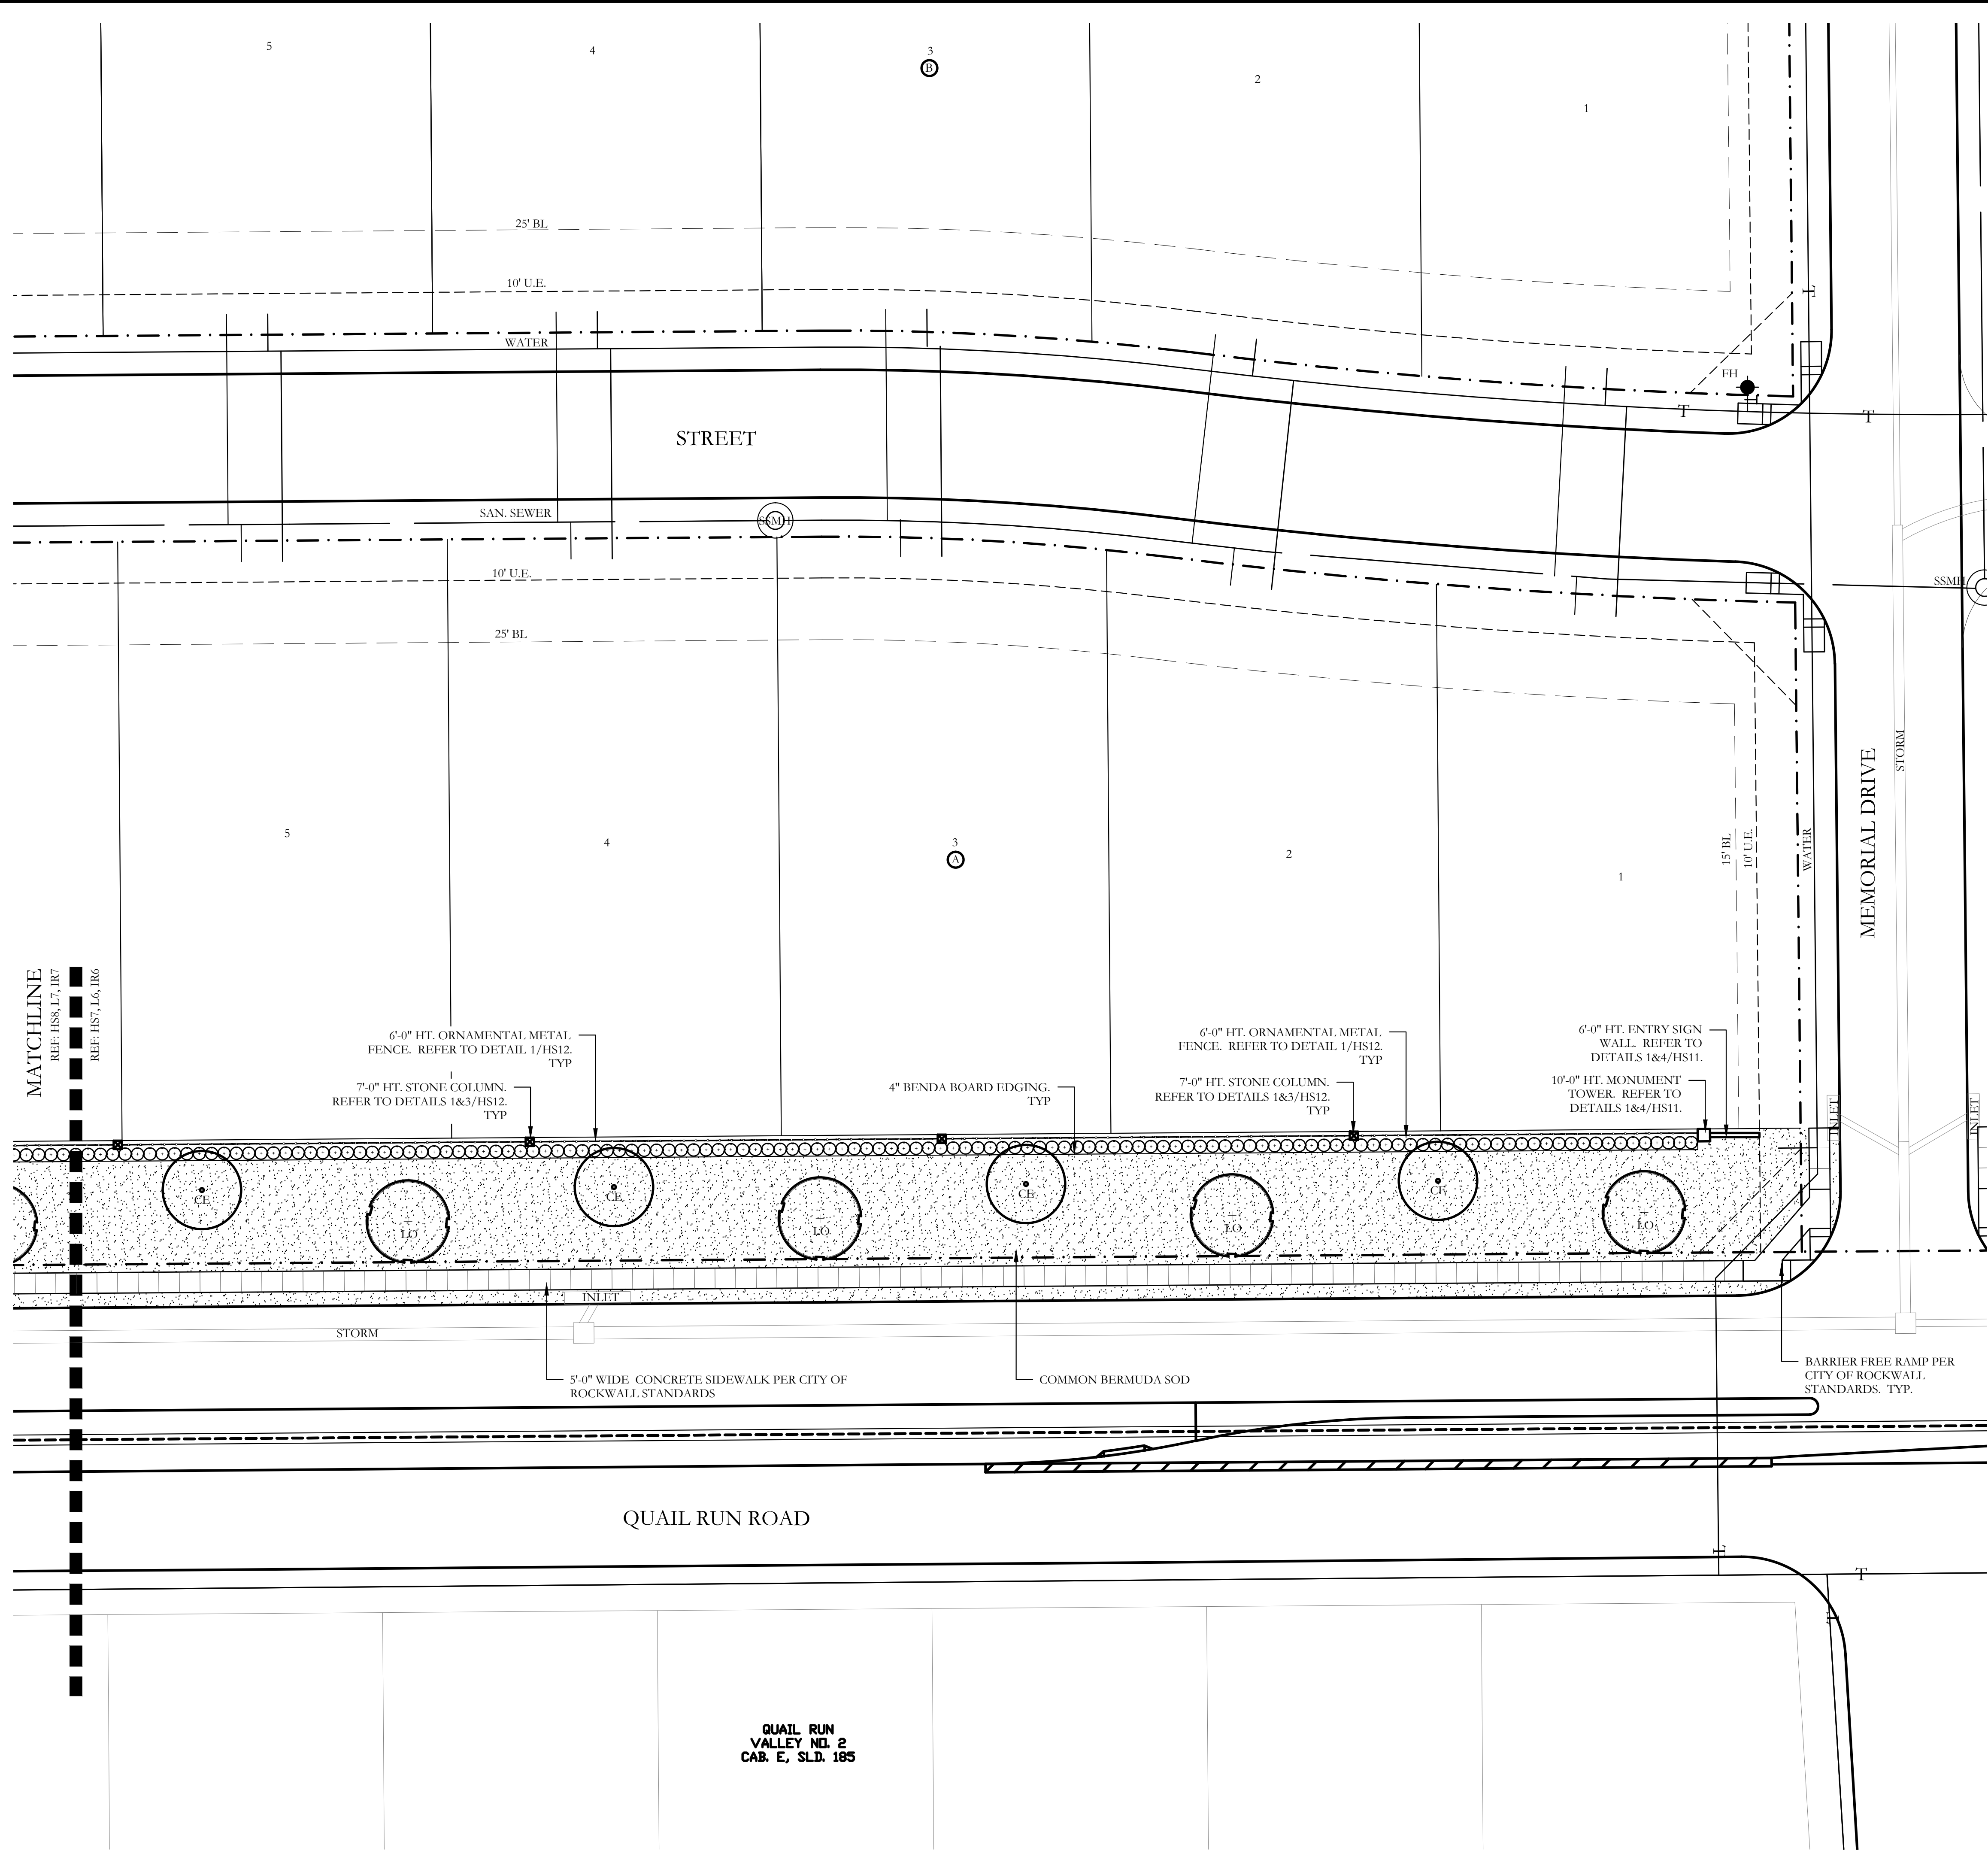 5
4
3
B
2
1
25' BL
10' U.E.
WATER
T
FH
T
T
T
STREET
SAN. SEWER
SSMH
SSMH
10' U.E.
25' BL
STORM
MEMORIAL DRIVE
15' BL
10' U.E.
WATER
5
4
3
A
2
1
MATCHLINE
REF: HS8, L7, IR7
REF: HS7, L6, IR6
6'-0" HT. ORNAMENTAL METAL
FENCE. REFER TO DETAIL 1/HS12.
TYP
7'-0" HT. STONE COLUMN.
REFER TO DETAILS 1&3/HS12.
TYP
4" BENDA BOARD EDGING.
TYP
6'-0" HT. ORNAMENTAL METAL
FENCE. REFER TO DETAIL 1/HS12.
TYP
7'-0" HT. STONE COLUMN.
REFER TO DETAILS 1&3/HS12.
TYP
6'-0" HT. ENTRY SIGN
WALL. REFER TO
DETAILS 1&4/HS11.
10'-0" HT. MONUMENT
TOWER. REFER TO
DETAILS 1&4/HS11.
INLET
INLET
CE
LO
CE
LO
CE
LO
CE
LO
INLET
STORM
5'-0" WIDE CONCRETE SIDEWALK PER CITY OF
ROCKWALL STANDARDS
COMMON BERMUDA SOD
BARRIER FREE RAMP PER
CITY OF ROCKWALL
STANDARDS. TYP.
QUAIL RUN ROAD
T
T
T
QUAIL RUN
VALLEY NO. 2
CAB. E, SLD. 185